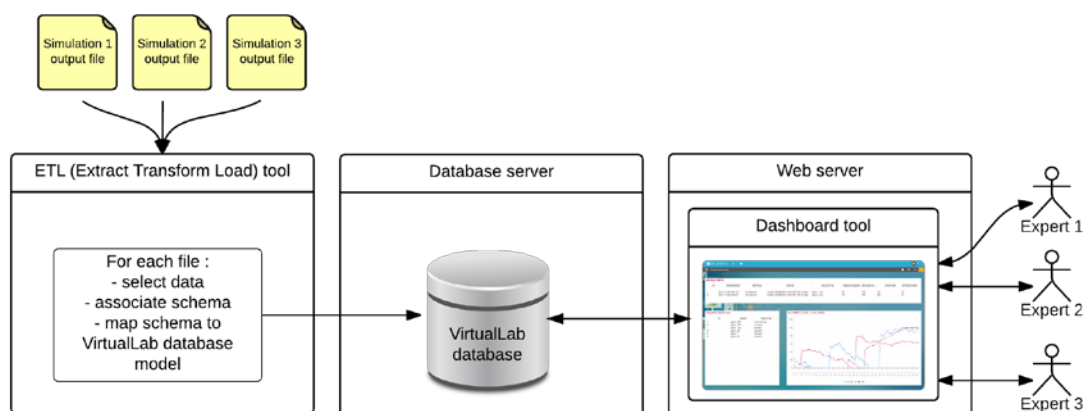 Simulation 1
output file
Simulation 2
output file
Simulation 3
output file
ETL (Extract Transform Load) tool
For each file :
- select data
- associate schema
- map schema to
VirtualLab database
model
Database server
VirtualLab
database
Web server
Dashboard tool
Expert 1
Expert 2
Expert 3